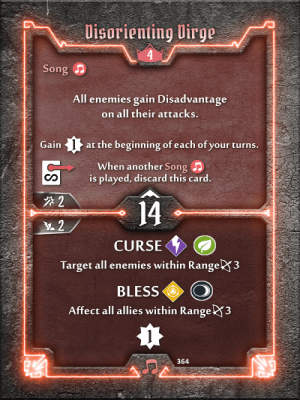 Disorienting Dirge
4
Song
All enemies gain Disadvantage
on all their attacks.
Gain 1 at the beginning of each of your turns.
When another Song
is played, discard this card.
2
14
2
CURSE
Target all enemies within Range 3
BLESS
Affect all allies within Range 3
1
364